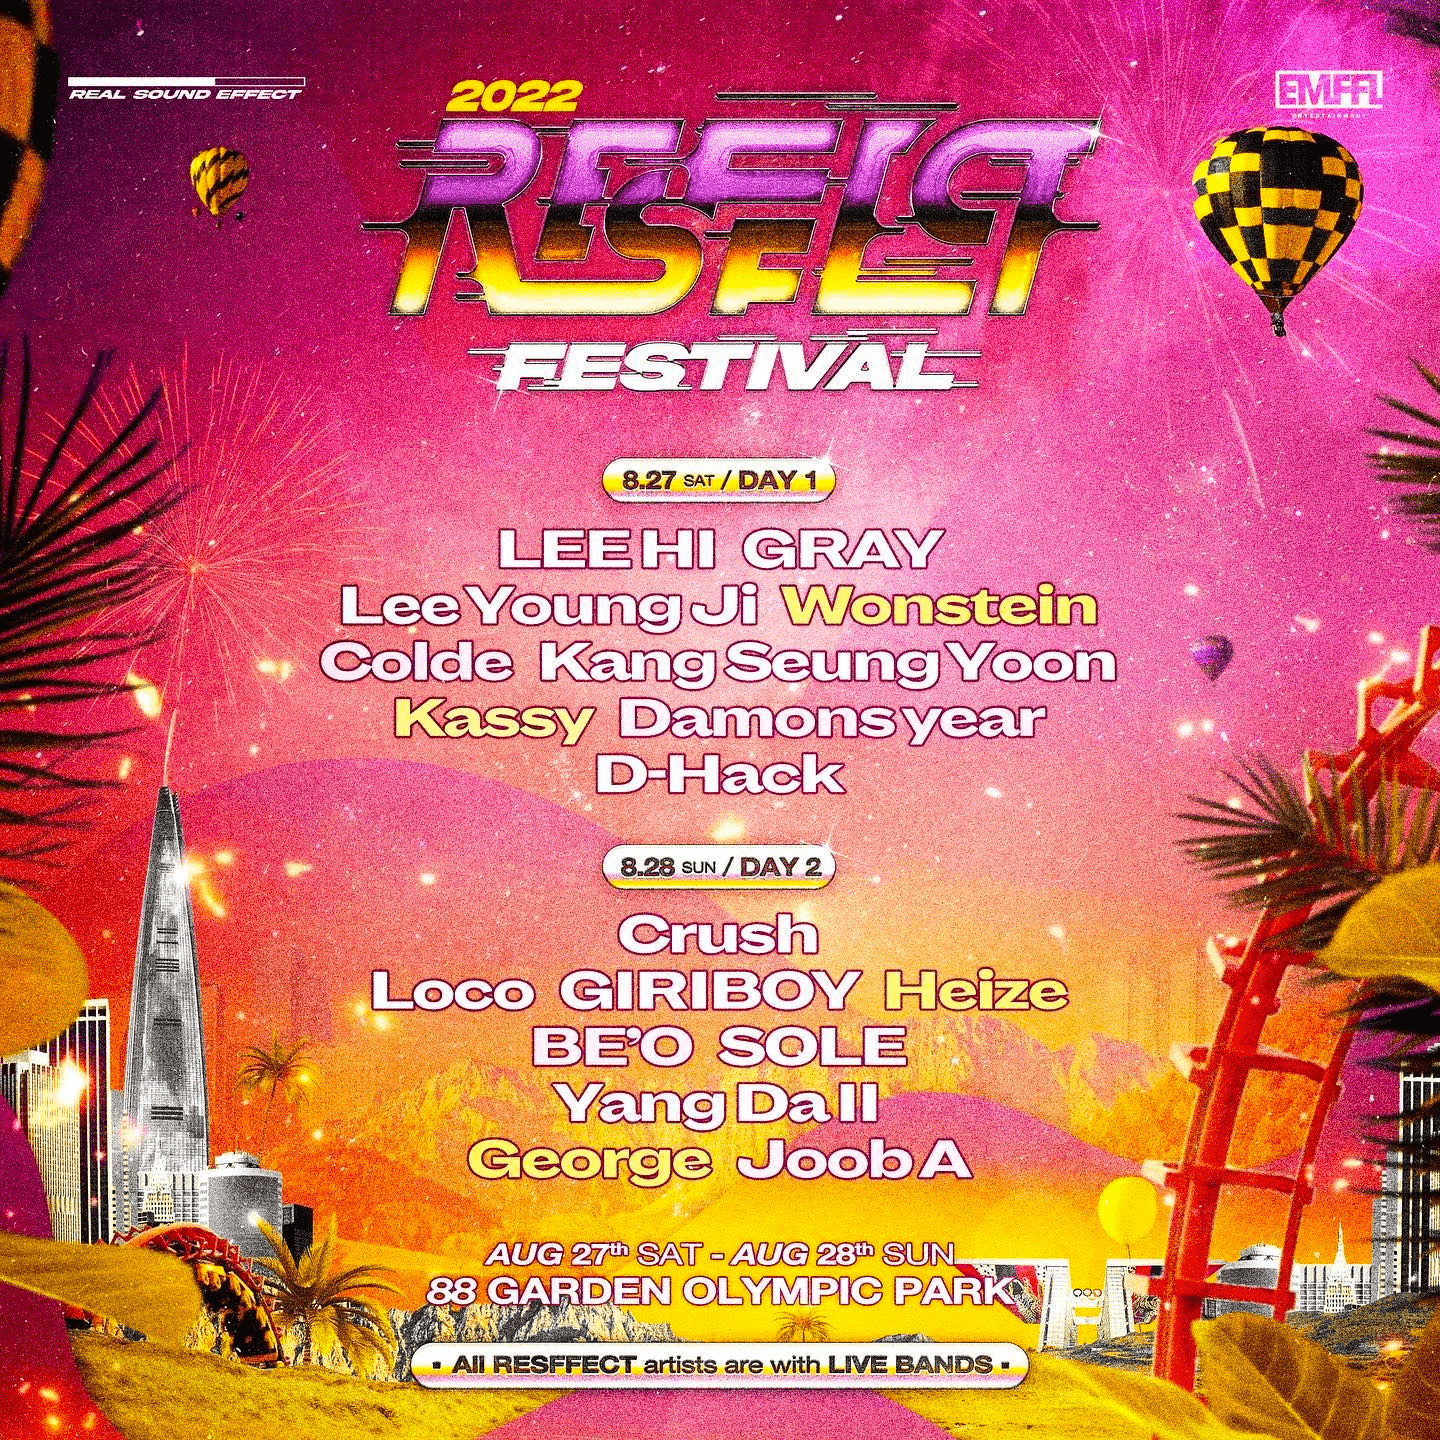 REAL SOUND EFFECT
EMFFL
ENTERTAINMENT
2022
FESTIVAL
8.27 SAT / DAY 1
LEE HI GRAY
Lee Young Ji Wonstein
Colde Kang Seung Yoon
Kassy Damons year
D-Hack
8.28 SUN / DAY 2
Crush
Loco GIRIBOY Heize
BE'O SOLE
Yang Da Il
George Joob A
AUG 27th SAT - AUG 28th SUN
88 GARDEN OLYMPIC PARK
· All RESFFECT artists are with LIVE BANDS ·